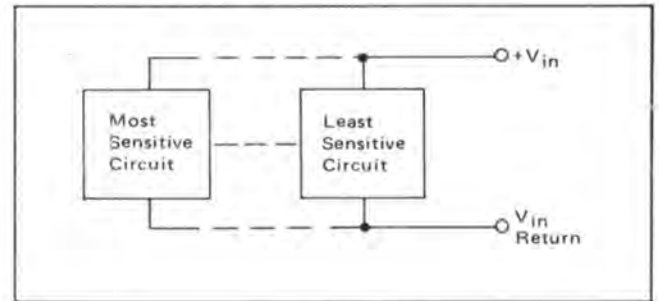 +Vin
Most
Sensitive
Circuit
Least
Sensitive
Circuit
Vin
Return